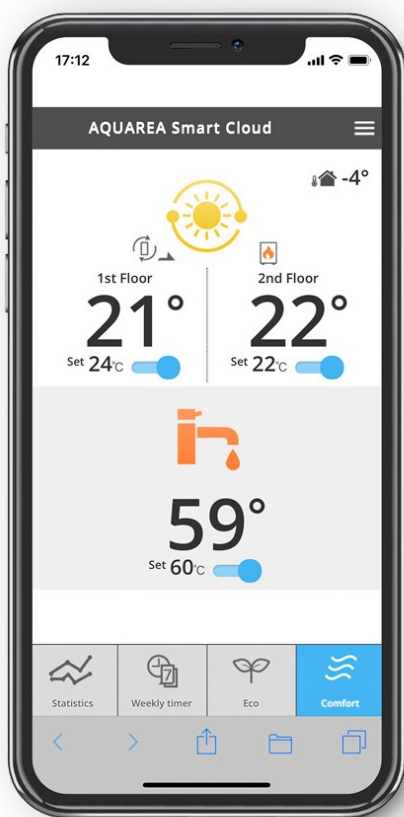 17:12
AQUAREA Smart Cloud
-4°
1st Floor 2nd Floor
21° 22°
Set 24°C Set 22°C
59°
Set 60°C
7
Statistics Weekly timer Eco Comfort